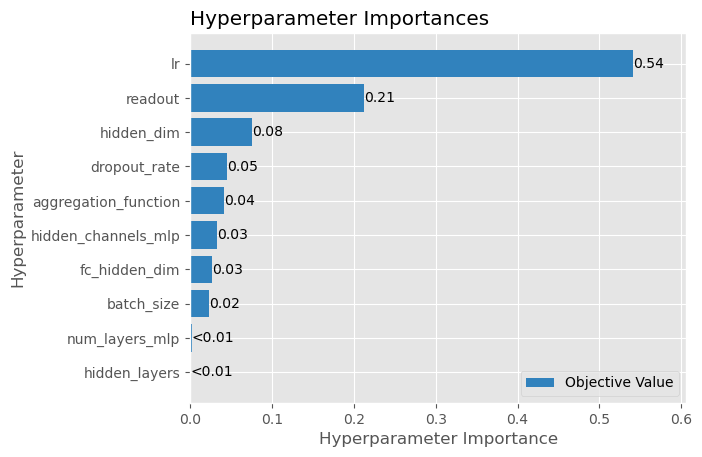 Hyperparameter Importances
lr
0.54
readout
0.21
hidden_dim
0.08
dropout_rate
0.05
aggregation_function
0.04
hidden_channels_mlp
0.03
fc_hidden_dim
0.03
batch_size
0.02
num_layers_mlp
<0.01
hidden_layers
<0.01
Hyperparameter
Objective Value
0.0 0.1 0.2 0.3 0.4 0.5 0.6
Hyperparameter Importance